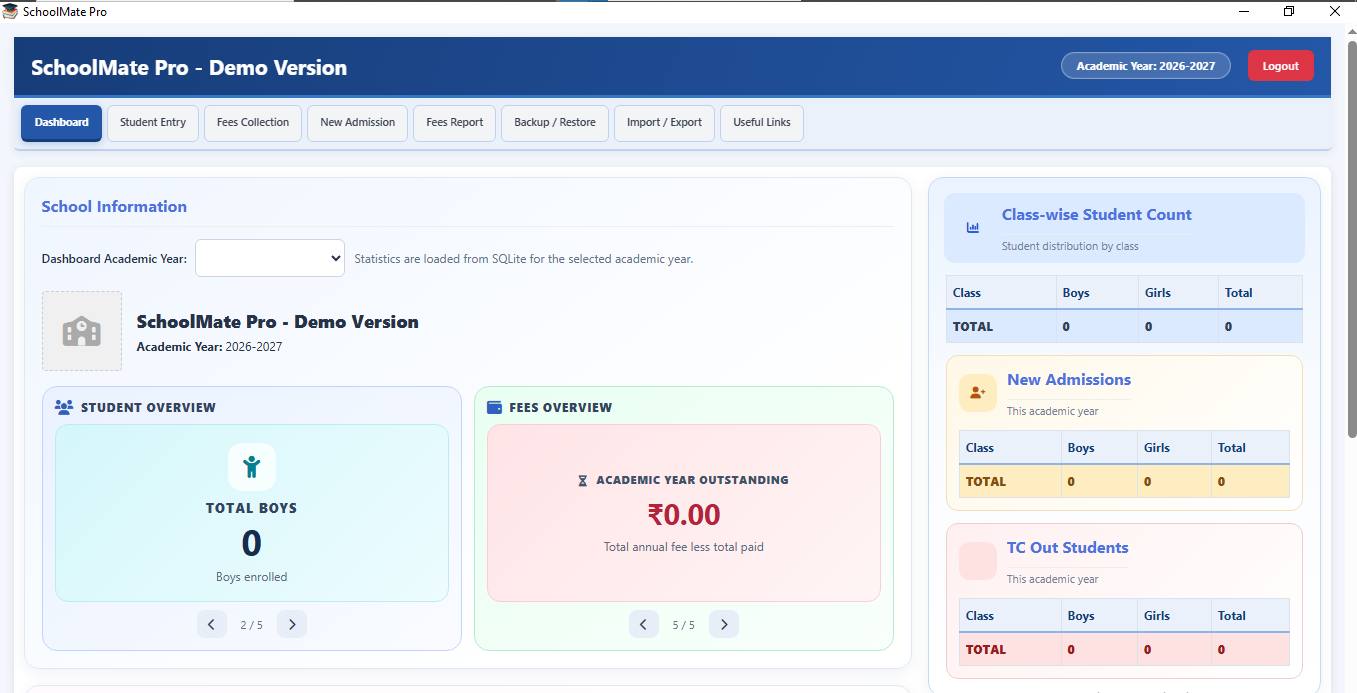 SchoolMate Pro
SchoolMate Pro - Demo Version
Academic Year: 2026-2027
Logout
Dashboard
Student Entry
Fees Collection
New Admission
Fees Report
Backup / Restore
Import / Export
Useful Links
School Information
Dashboard Academic Year:
Statistics are loaded from SQLite for the selected academic year.
SchoolMate Pro - Demo Version
Academic Year: 2026-2027
STUDENT OVERVIEW
TOTAL BOYS
0
Boys enrolled
2 / 5
FEES OVERVIEW
ACADEMIC YEAR OUTSTANDING
₹0.00
Total annual fee less total paid
5 / 5
Class-wise Student Count
Student distribution by class
Class Boys Girls Total
TOTAL 0 0 0
New Admissions
This academic year
Class Boys Girls Total
TOTAL 0 0 0
TC Out Students
This academic year
Class Boys Girls Total
TOTAL 0 0 0